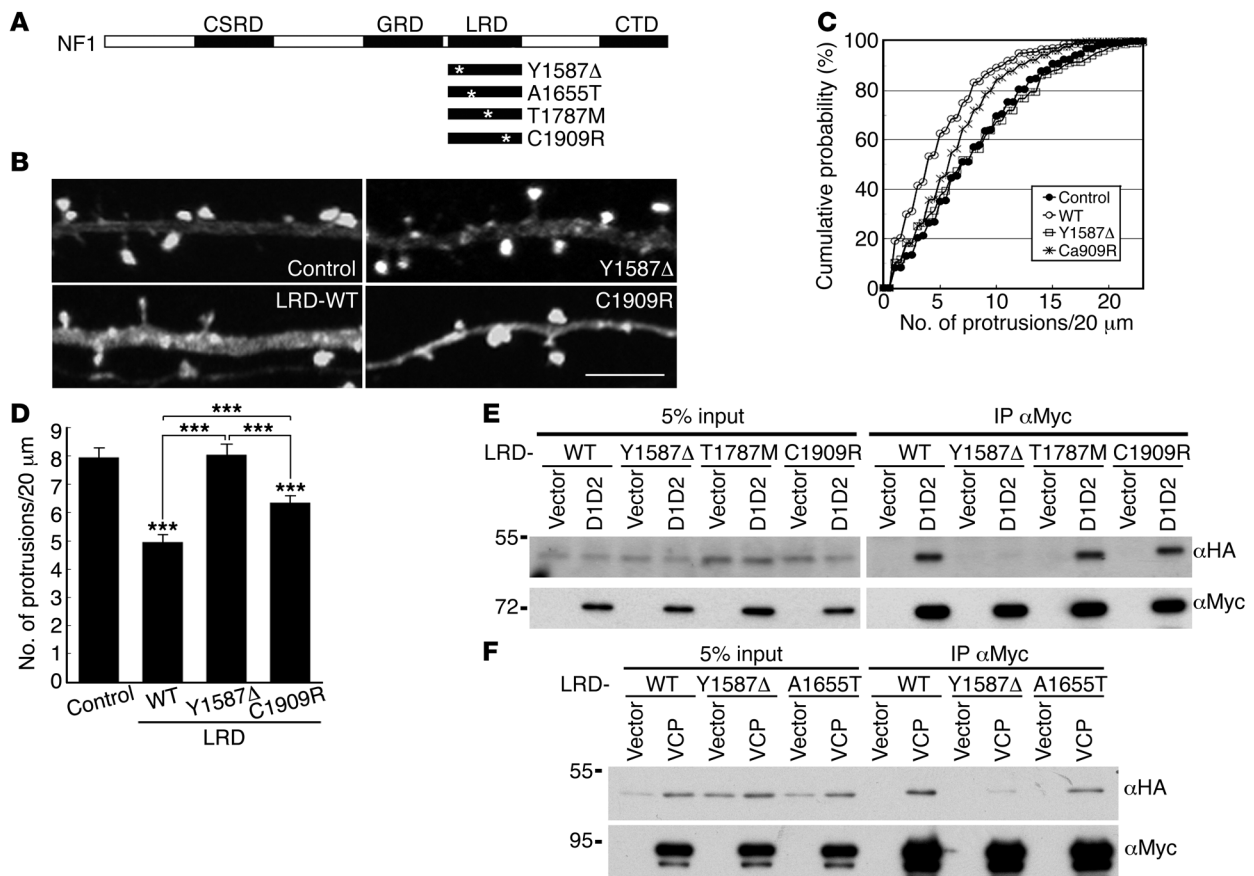 A
CSRD GRD LRD CTD
NF1
* Y1587Δ
* A1655T
* T1787M
* C1909R
B
Control
Y1587Δ
LRD-WT
C1909R
C
Cumulative probability (%)
100
80
60
40
20
0
Control
WT
Y1587Δ
Ca909R
0 5 10 15 20
No. of protrusions/20 μm
D
No. of protrusions/20 μm
9
8
7
6
5
4
3
2
1
0
***
*** ***
***
***
Control WT Y1587Δ C1909R
LRD
E
5% input IP αMyc
LRD- WT Y1587Δ T1787M C1909R WT Y1587Δ T1787M C1909R
Vector D1D2 Vector D1D2 Vector D1D2 Vector D1D2 Vector D1D2 Vector D1D2 Vector D1D2 Vector D1D2
55
αHA
72
αMyc
F
5% input IP αMyc
LRD- WT Y1587Δ A1655T WT Y1587Δ A1655T
Vector VCP Vector VCP Vector VCP Vector VCP Vector VCP Vector VCP
55
αHA
95
αMyc